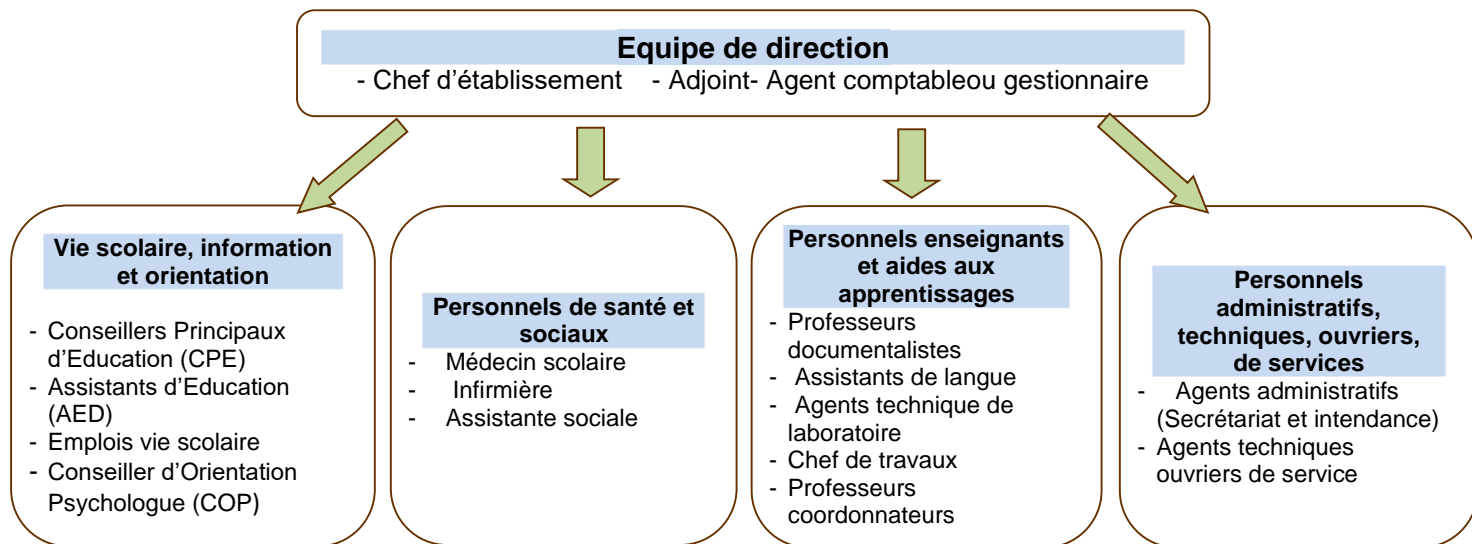 Equipe de direction
- Chef d’établissement - Adjoint- Agent comptableou gestionnaire
Vie scolaire, information
et orientation
- Conseillers Principaux
d’Education (CPE)
- Assistants d’Education
(AED)
- Emplois vie scolaire
- Conseiller d’Orientation
Psychologue (COP)
Personnels de santé et
sociaux
- Médecin scolaire
- Infirmière
- Assistante sociale
Personnels enseignants
et aides aux
apprentissages
- Professeurs
documentalistes
- Assistants de langue
- Agents technique de
laboratoire
- Chef de travaux
- Professeurs
coordonnateurs
Personnels
administratifs,
techniques, ouvriers,
de services
- Agents administratifs
(Secrétariat et intendance)
- Agents techniques
ouvriers de service